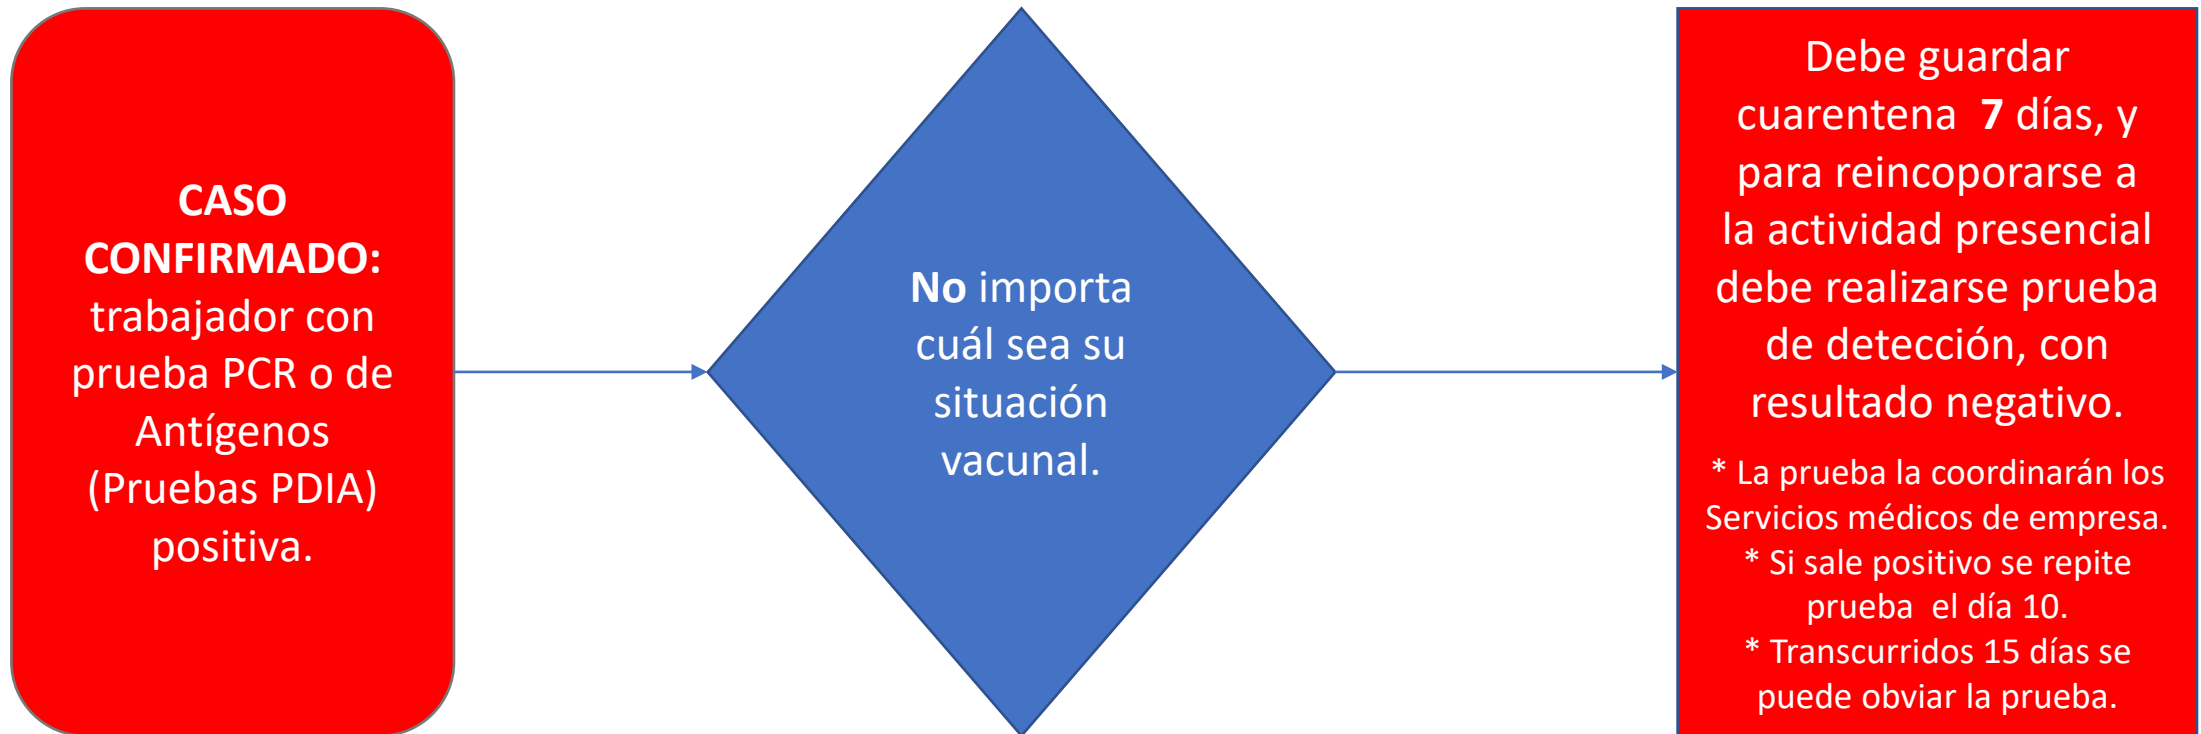 CASO
CONFIRMADO:
trabajador con
prueba PCR o de
Antígenos
(Pruebas PDIA)
positiva.
No importa
cuál sea su
situación
vacunal.
Debe guardar
cuarentena 7 días, y
para reincoporarse a
la actividad presencial
debe realizarse prueba
de detección, con
resultado negativo.
* La prueba la coordinarán los
Servicios médicos de empresa.
* Si sale positivo se repite
prueba el día 10.
* Transcurridos 15 días se
puede obviar la prueba.